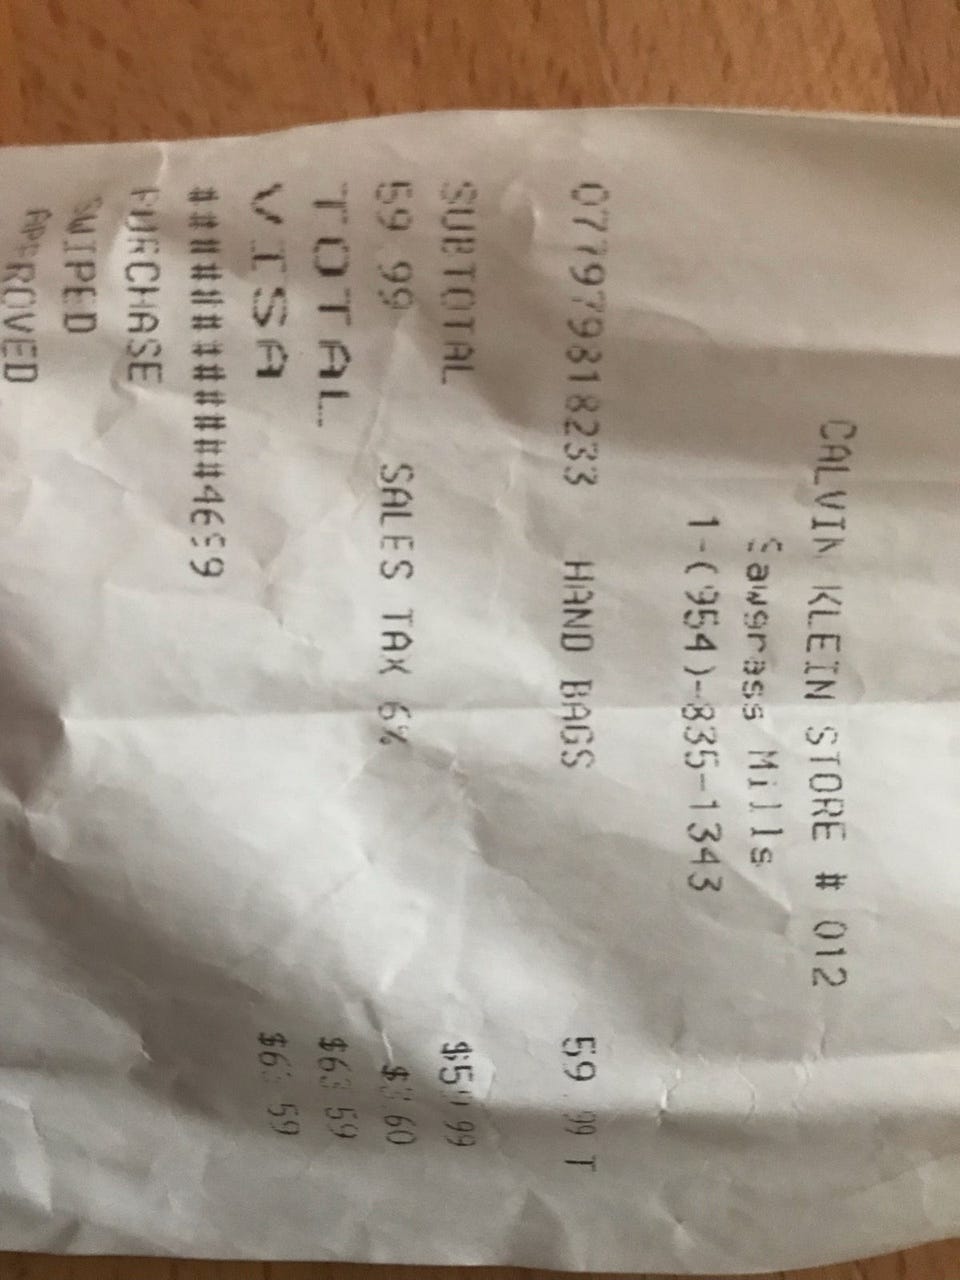 CALVIN KLEIN STORE # 012
Sawgrass Mills
1-(954)-835-1343
077979818233 HAND BAGS 59.99 T
SUBTOTAL $59.99
59.99 SALES TAX 6% $3.60
TOTAL $63.59
VISA $63.59
############4659
PURCHASE
SWIPED
APPROVED